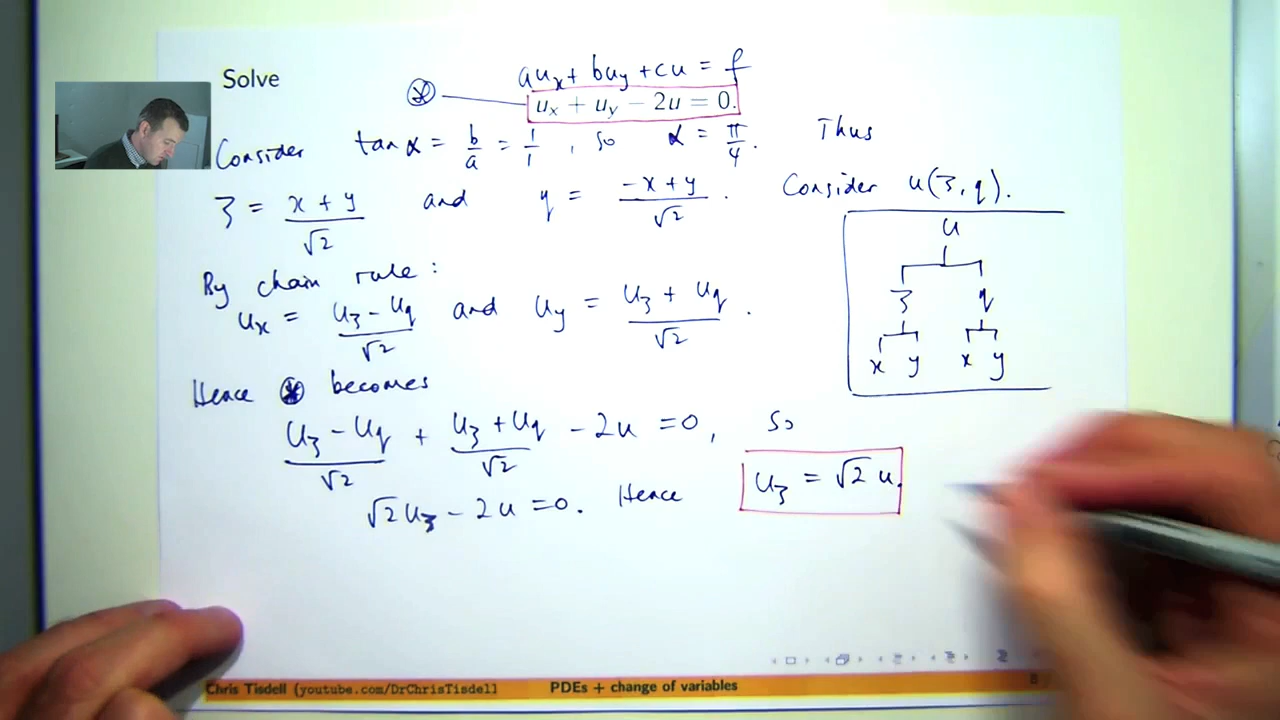 Solve
au_x + bu_y + cu = f
⊛ u_x + u_y − 2u = 0.
Consider tan α = b/a = 1/1, so α = π/4. Thus
ξ = (x + y)/√2 and η = (−x + y)/√2. Consider u(ξ, η).
u
ξ η
x y x y
By chain rule:
u_x = (u_ξ − u_η)/√2 and u_y = (u_ξ + u_η)/√2.
Hence ⊛ becomes
(u_ξ − u_η)/√2 + (u_ξ + u_η)/√2 − 2u = 0, so
√2 u_ξ − 2u = 0. Hence u_ξ = √2 u.
Chris Tisdell (youtube.com/DrChrisTisdell PDEs + change of variables 8